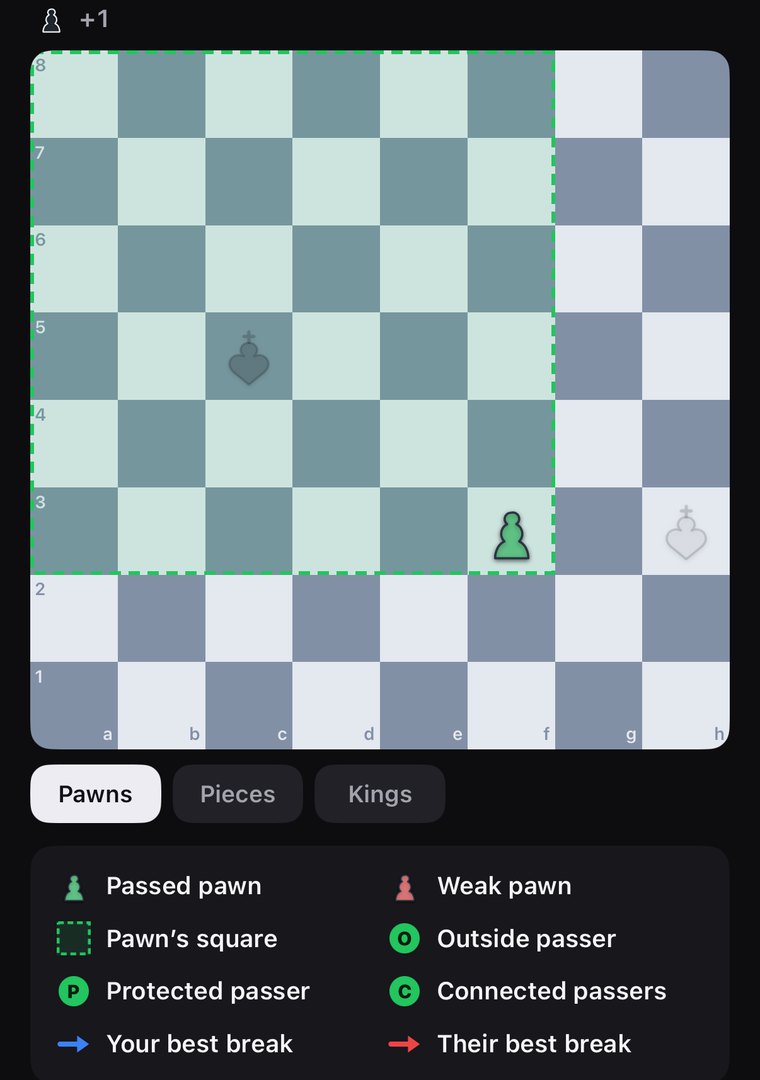 +1
8
7
6
5
4
3
2
1
a b c d e f g h
Pawns Pieces Kings
Passed pawn Weak pawn
Pawn’s square O Outside passer
P Protected passer C Connected passers
Your best break Their best break